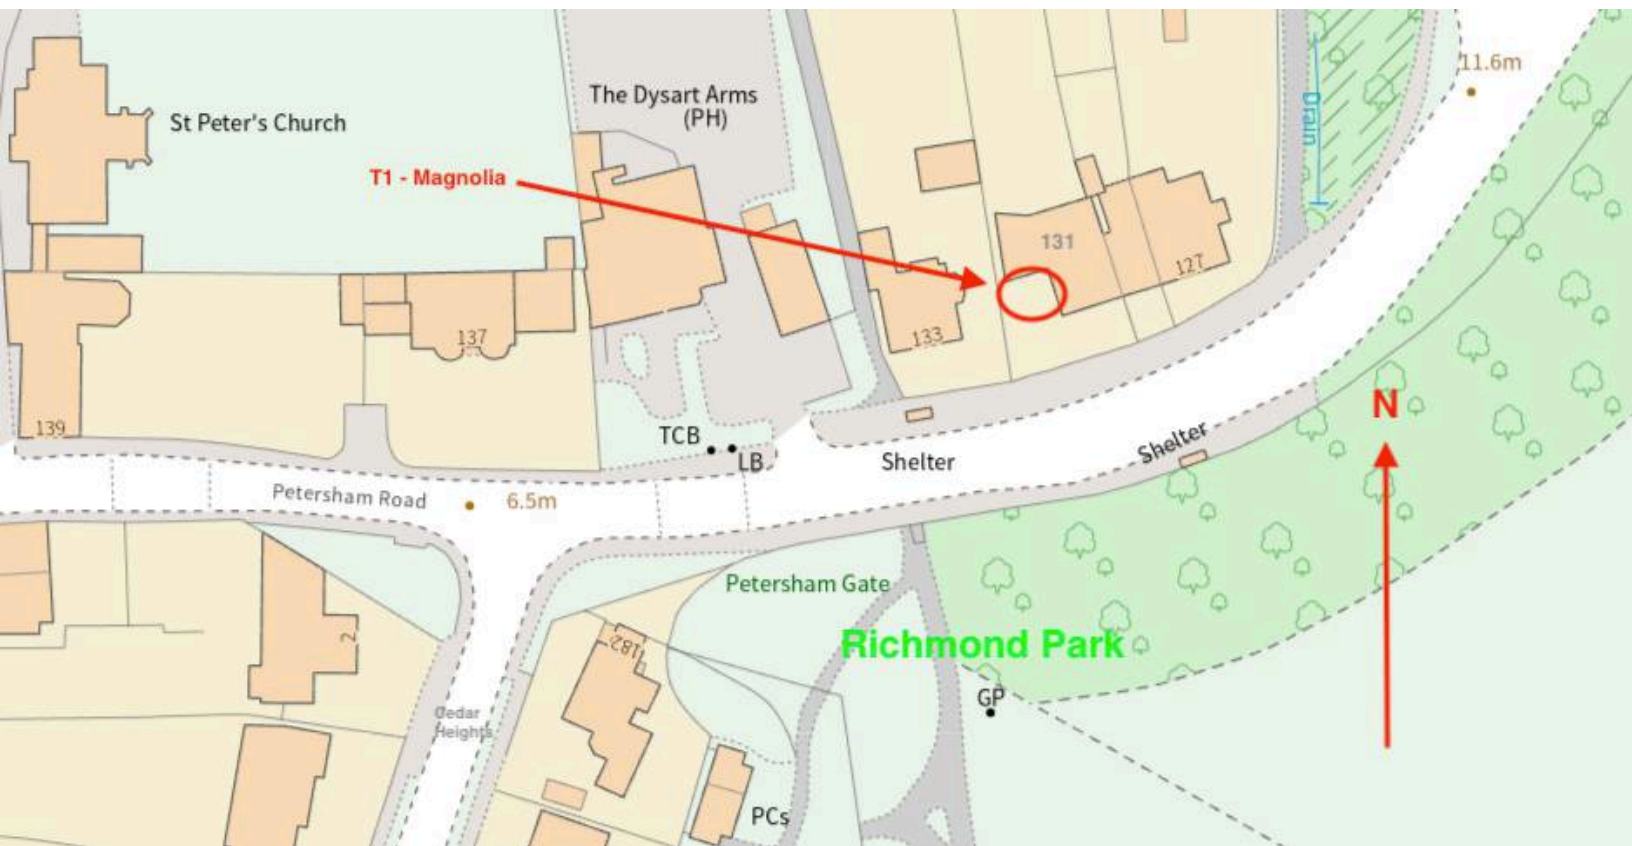 11.6m
The Dysart Arms
(PH)
Drain
St Peter's Church
T1 - Magnolia
131
127
137
133
139
N
TCB
LB
Shelter
Shelter
Petersham Road
6.5m
Petersham Gate
2
182
Richmond Park
GP
Cedar
Heights
PCs